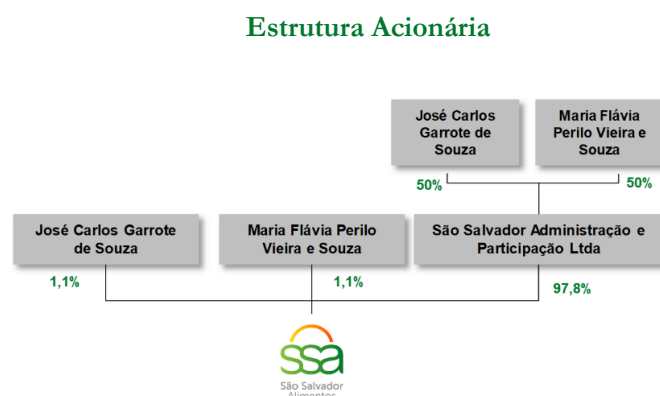 Estrutura Acionária
José Carlos
Garrote de
Souza
Maria Flávia
Perilo Vieira e
Souza
50%
50%
José Carlos Garrote
de Souza
Maria Flávia Perilo
Vieira e Souza
São Salvador Administração e
Participação Ltda
1,1%
1,1%
97,8%
ssa
São Salvador
Alimentos